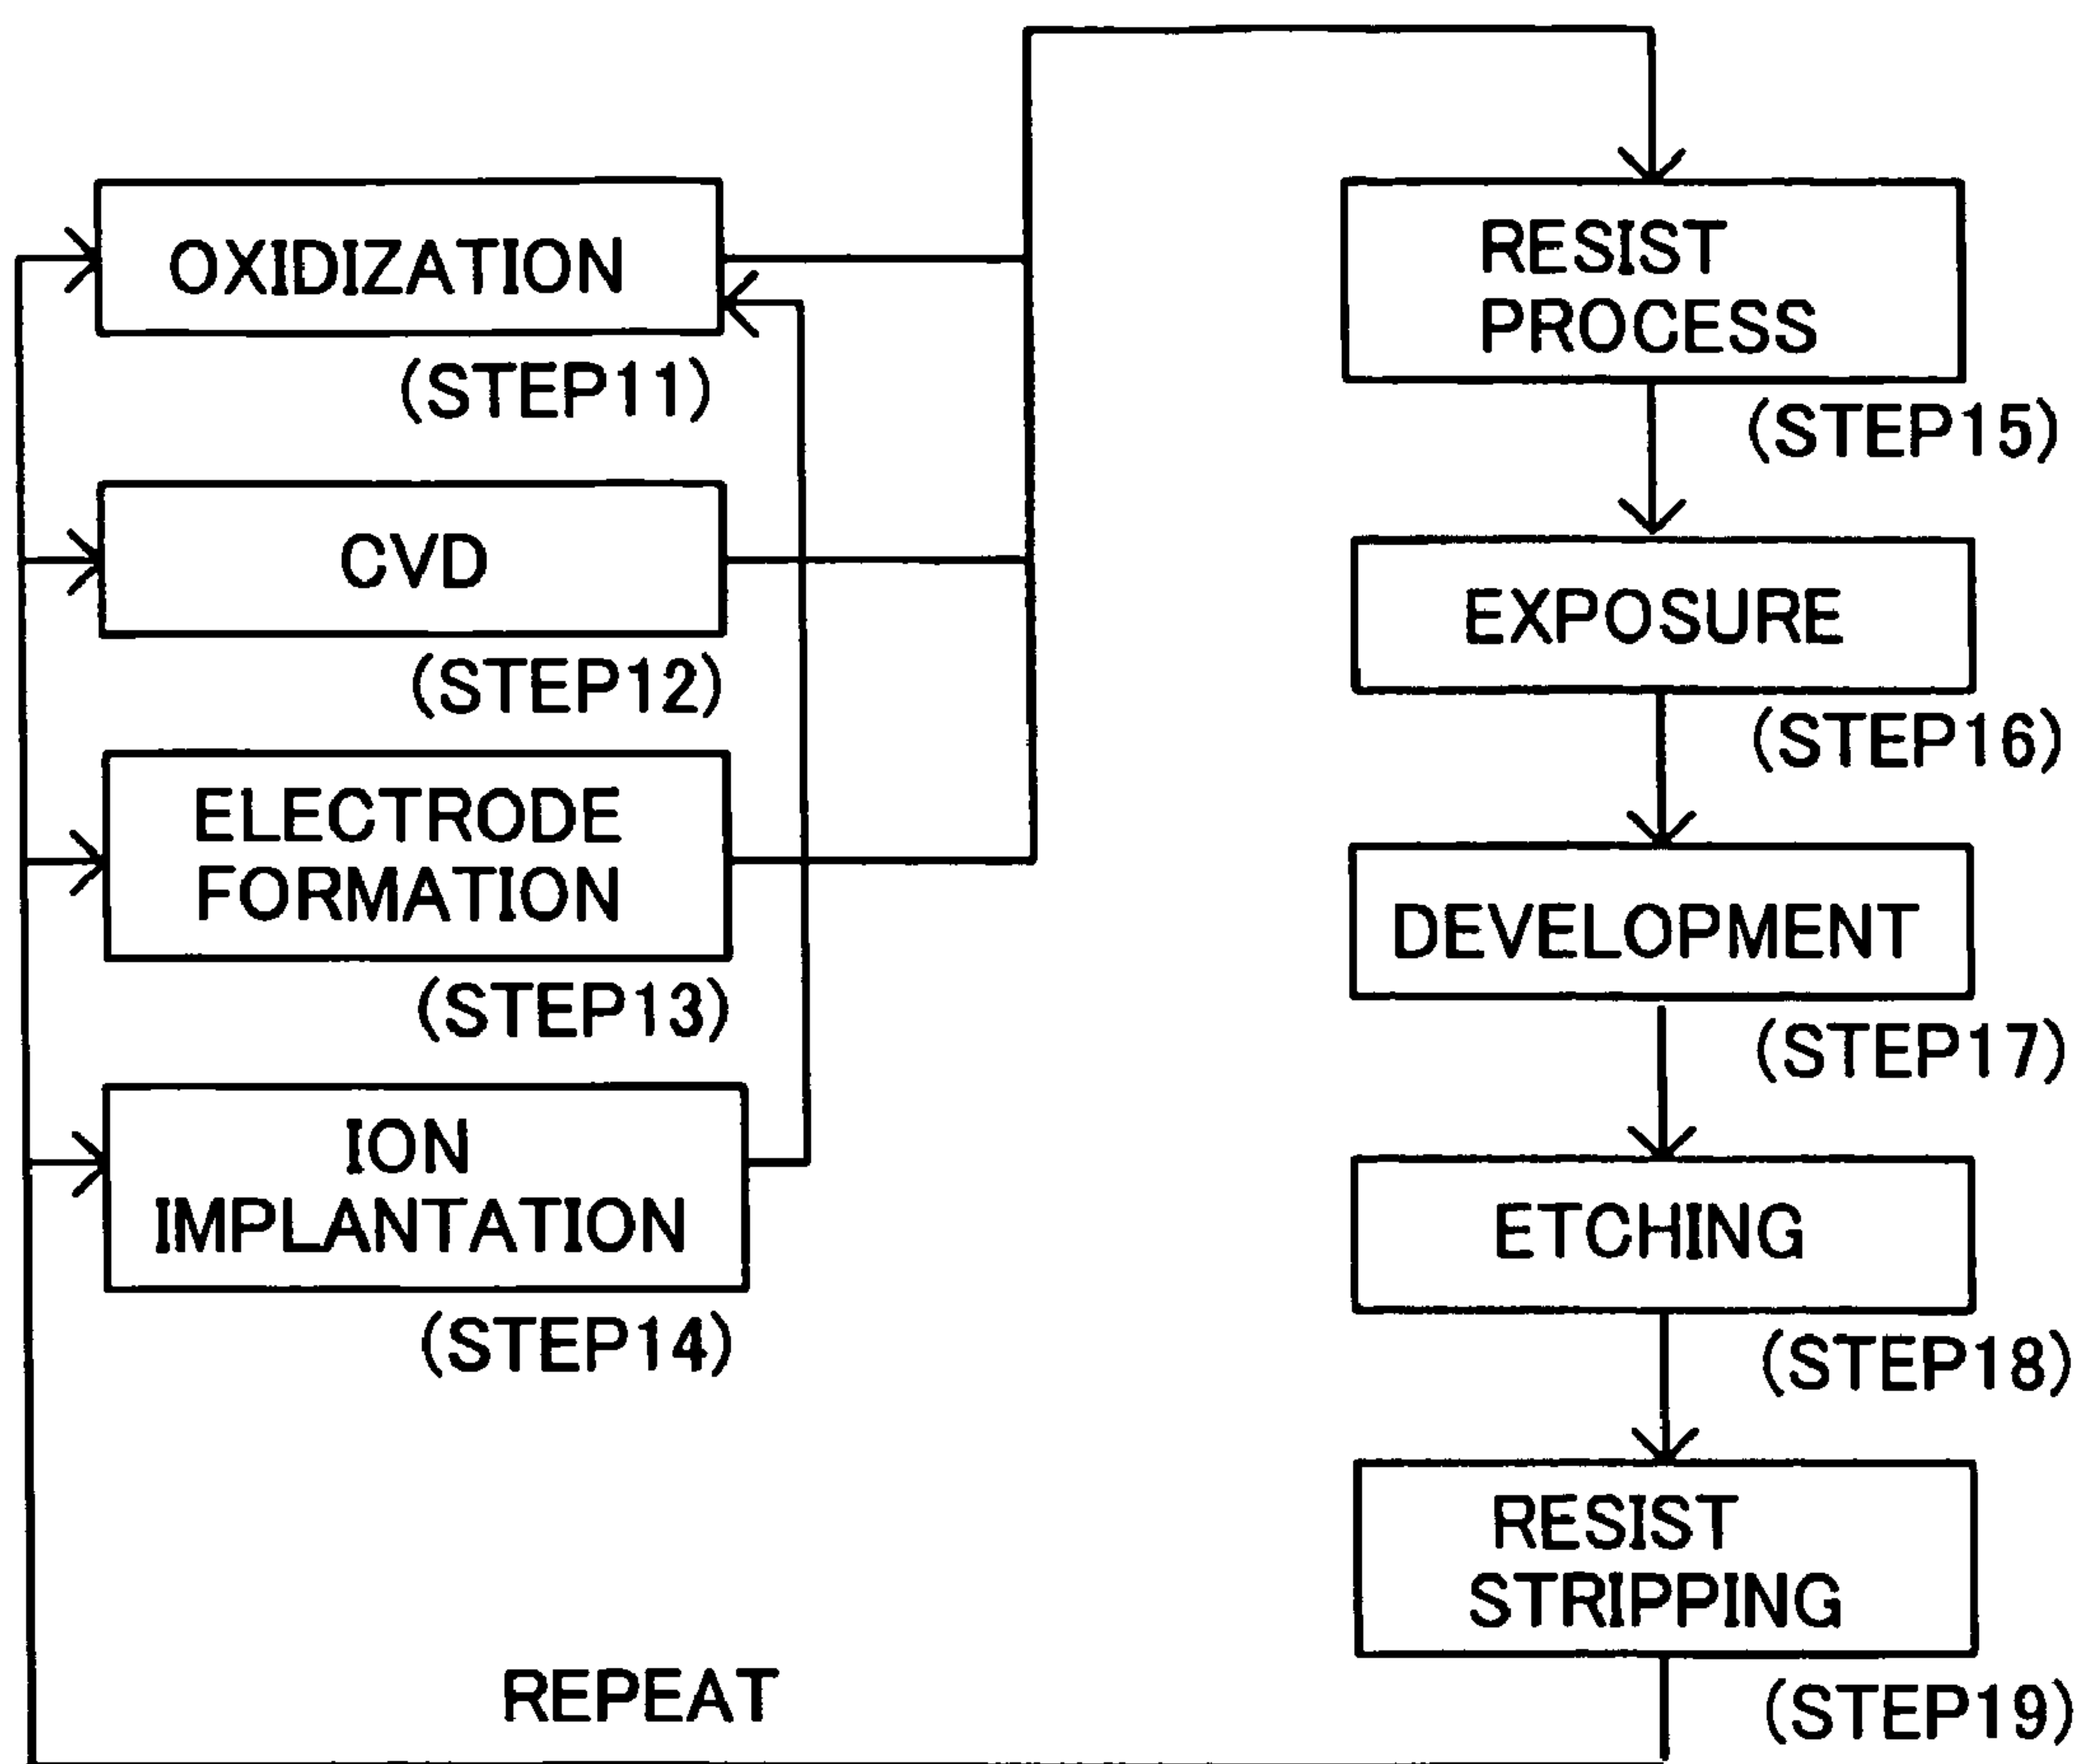 OXIDIZATION
(STEP11)
CVD
(STEP12)
ELECTRODE
FORMATION
(STEP13)
ION
IMPLANTATION
(STEP14)
RESIST
PROCESS
(STEP15)
EXPOSURE
(STEP16)
DEVELOPMENT
(STEP17)
ETCHING
(STEP18)
RESIST
STRIPPING
(STEP19)
REPEAT